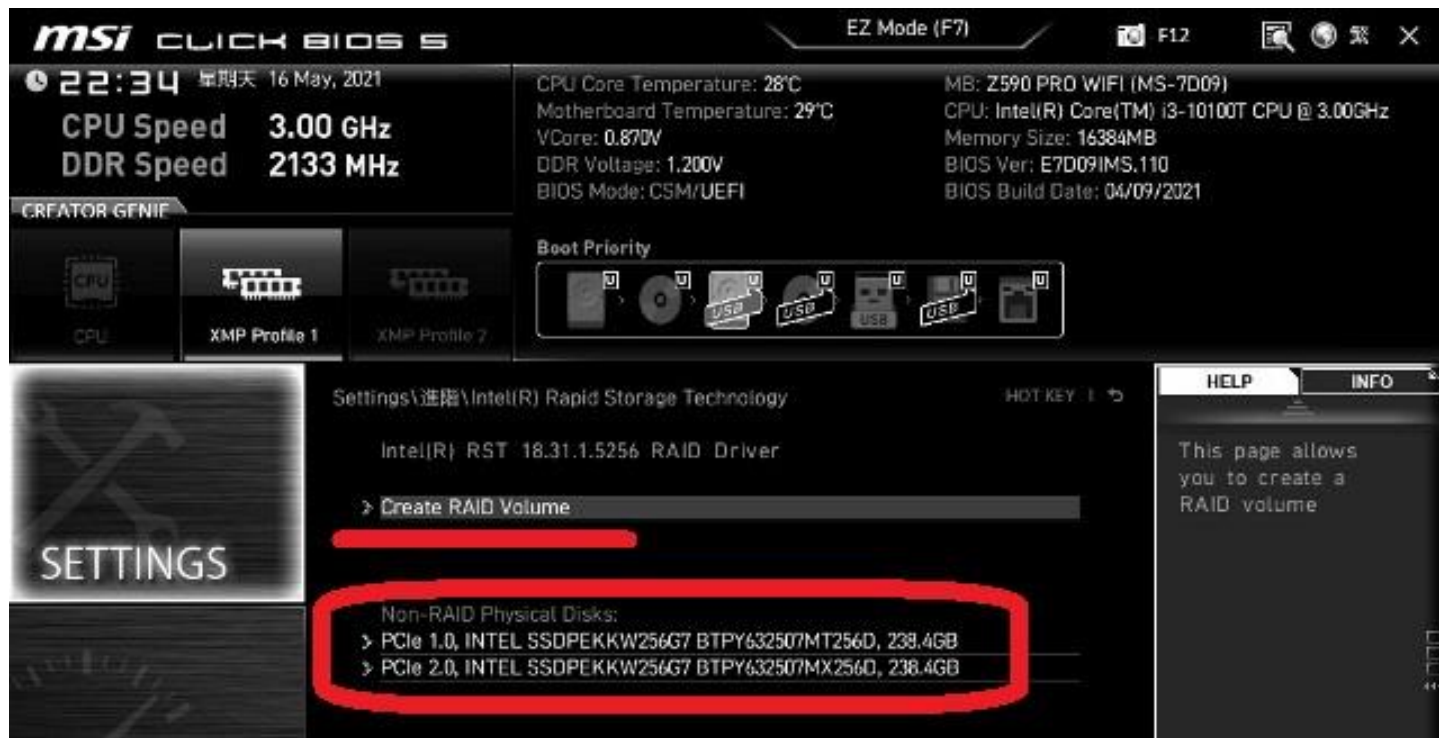 msi CLICK BIOS 5
EZ Mode (F7)
F12
繁
22:34 星期天 16 May, 2021
CPU Speed 3.00 GHz
DDR Speed 2133 MHz
CPU Core Temperature: 28°C
Motherboard Temperature: 29°C
VCore: 0.870V
DDR Voltage: 1.200V
BIOS Mode: CSM/UEFI
MB: Z590 PRO WIFI (MS-7D09)
CPU: Intel(R) Core(TM) i3-10100T CPU @ 3.00GHz
Memory Size: 16384MB
BIOS Ver: E7D09IMS.110
BIOS Build Date: 04/09/2021
CREATOR GENIE
CPU
CPU
XMP Profile 1
XMP Profile 2
Boot Priority
U U U U U U U
USB USB USB USB
SETTINGS
Settings\進階\Intel(R) Rapid Storage Technology
HOT KEY
Intel(R) RST 18.31.1.5256 RAID Driver
Create RAID Volume
Non-RAID Physical Disks:
PCIe 1.0, INTEL SSDPEKKW256G7 BTPY632507MT256D, 238.4GB
PCIe 2.0, INTEL SSDPEKKW256G7 BTPY632507MX256D, 238.4GB
HELP
INFO
This page allows
you to create a
RAID volume